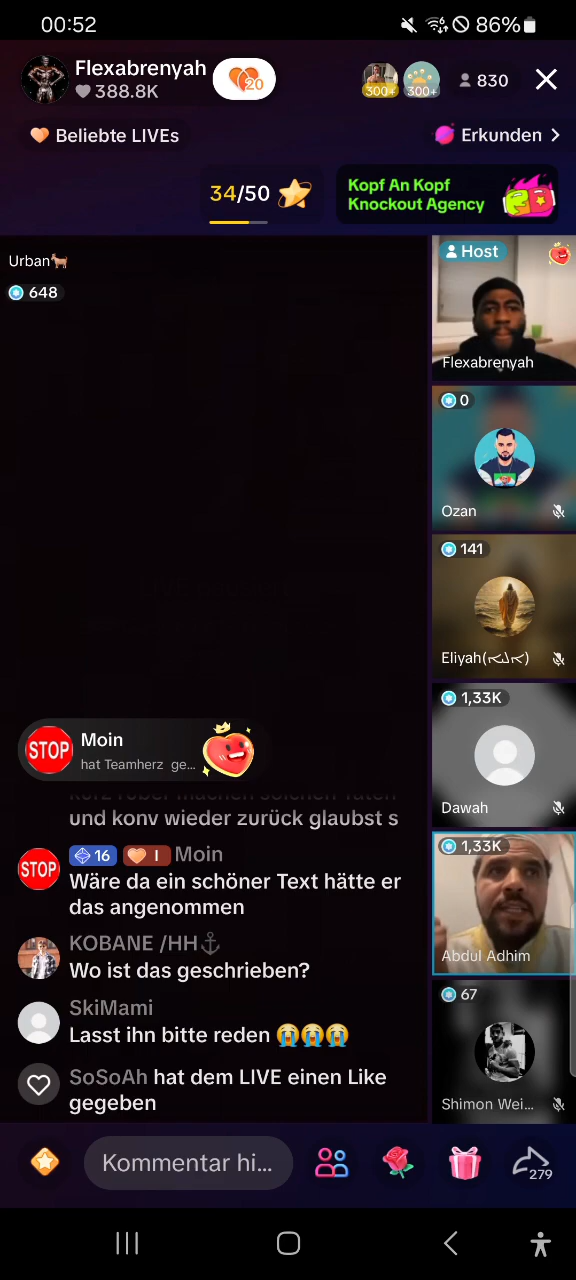 00:52
86%
Flexabrenyah
388.8K
20
300+
300+
830
Beliebte LIVEs
Erkunden
34/50
Kopf An Kopf
Knockout Agency
Urban
648
Host
Flexabrenyah
0
Ozan
141
1,33K
Dawah
1,33K
Abdul Adhim
67
Shimon Wei...
STOP
Moin
hat Teamherz ge...
und konv wieder zurück glaubst s
STOP
16
I
Moin
Wäre da ein schöner Text hätte er
das angenommen
KOBANE /HH⚓
Wo ist das geschrieben?
SkiMami
Lasst ihn bitte reden 😭😭😭
SoSoAh hat dem LIVE einen Like
gegeben
Kommentar hi...
279